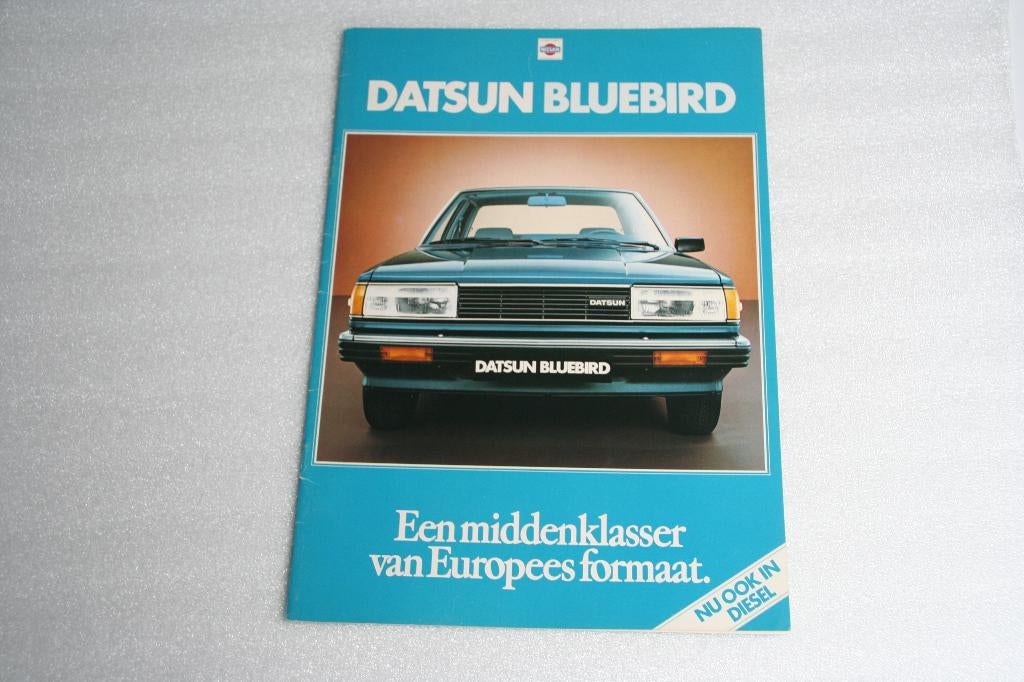 NISSAN
DATSUN BLUEBIRD
DATSUN
DATSUN BLUEBIRD
Een middenklasser
van Europees formaat.
NU OOK IN
DIESEL